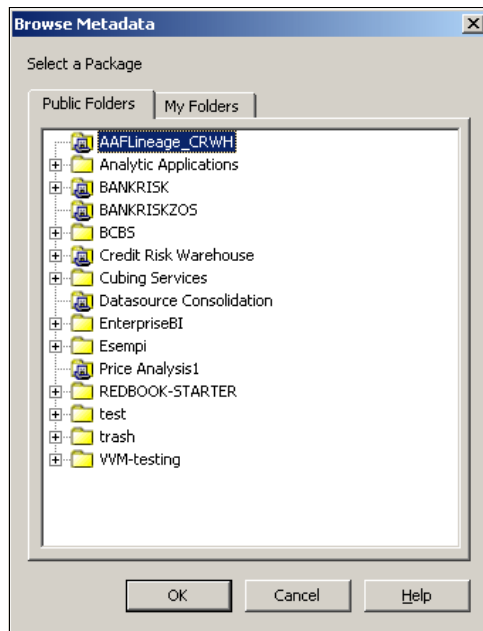 Browse Metadata
Select a Package
Public Folders
My Folders
AAFLineage_CRWH
Analytic Applications
BANKRISK
BANKRISKZOS
BCBS
Credit Risk Warehouse
Cubing Services
Datasource Consolidation
EnterpriseBI
Esempi
Price Analysis1
REDBOOK-STARTER
test
trash
VVM-testing
OK
Cancel
Help